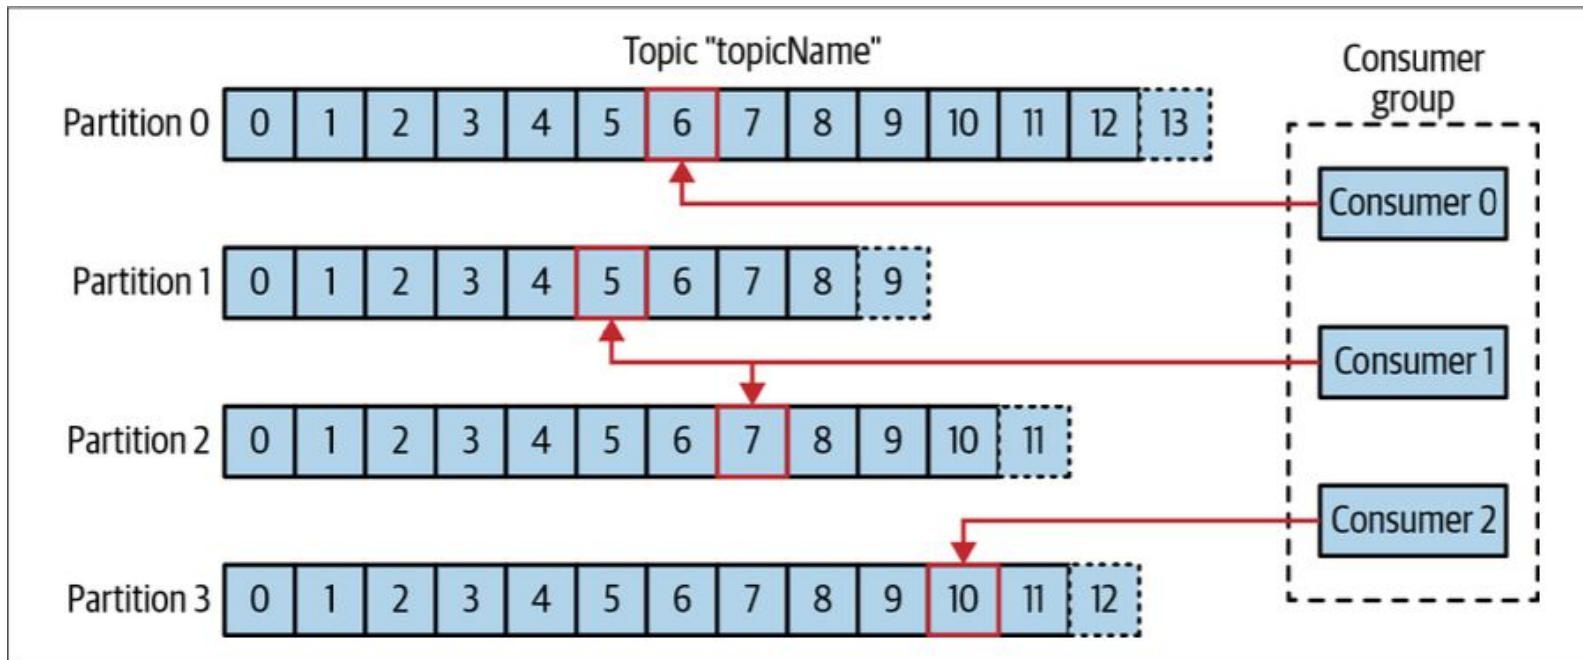 Topic "topicName"
Consumer
group
Partition 0 0 1 2 3 4 5 6 7 8 9 10 11 12 13
Consumer 0
Partition 1 0 1 2 3 4 5 6 7 8 9
Consumer 1
Partition 2 0 1 2 3 4 5 6 7 8 9 10 11
Consumer 2
Partition 3 0 1 2 3 4 5 6 7 8 9 10 11 12